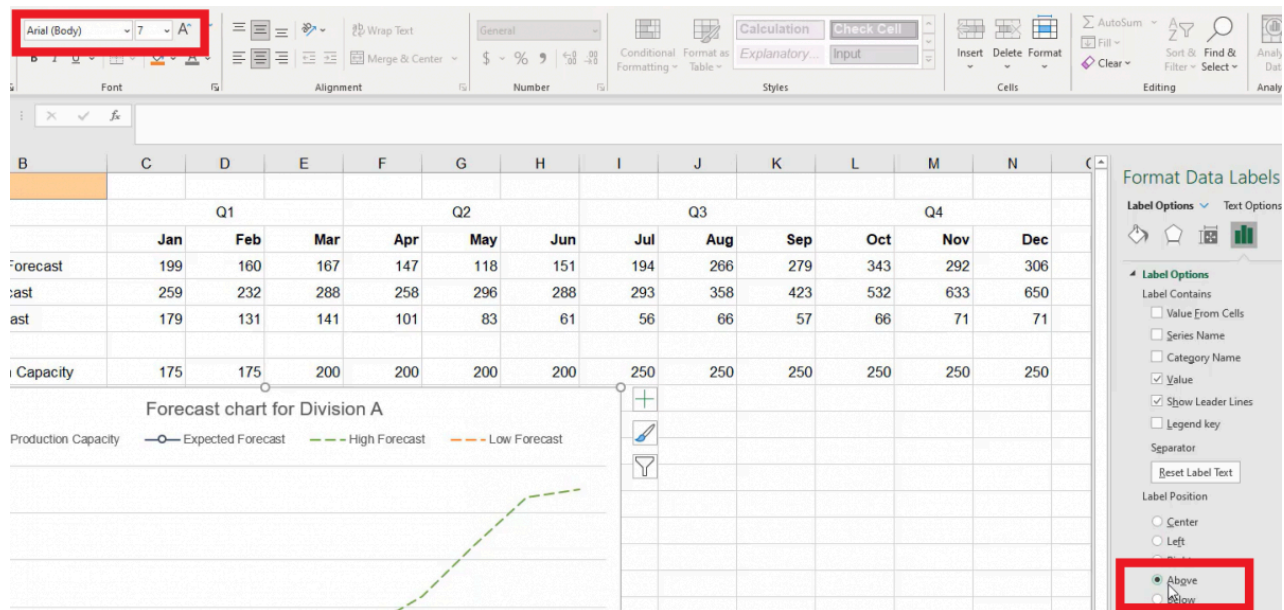 Arial (Body) 7 A
Wrap Text
General
Calculation Check Cell
AutoSum
Fill
Clear
B I U A
Merge & Center
$ % 9
Conditional Formatting
Format as Table
Explanatory... Input
Insert Delete Format
Sort & Filter
Find & Select
Font Alignment Number Styles Cells Editing
fx
B C D E F G H I J K L M N
Q1 Q2 Q3 Q4
Jan Feb Mar Apr May Jun Jul Aug Sep Oct Nov Dec
Forecast 199 160 167 147 118 151 194 266 279 343 292 306
cast 259 232 288 258 296 288 293 358 423 532 633 650
ast 179 131 141 101 83 61 56 66 57 66 71 71
Capacity 175 175 200 200 200 200 250 250 250 250 250 250
Forecast chart for Division A
Production Capacity Expected Forecast High Forecast Low Forecast
Format Data Labels
Label Options Text Options
Label Options
Label Contains
Value From Cells
Series Name
Category Name
Value
Show Leader Lines
Legend key
Separator
Reset Label Text
Label Position
Center
Left
Above
Below